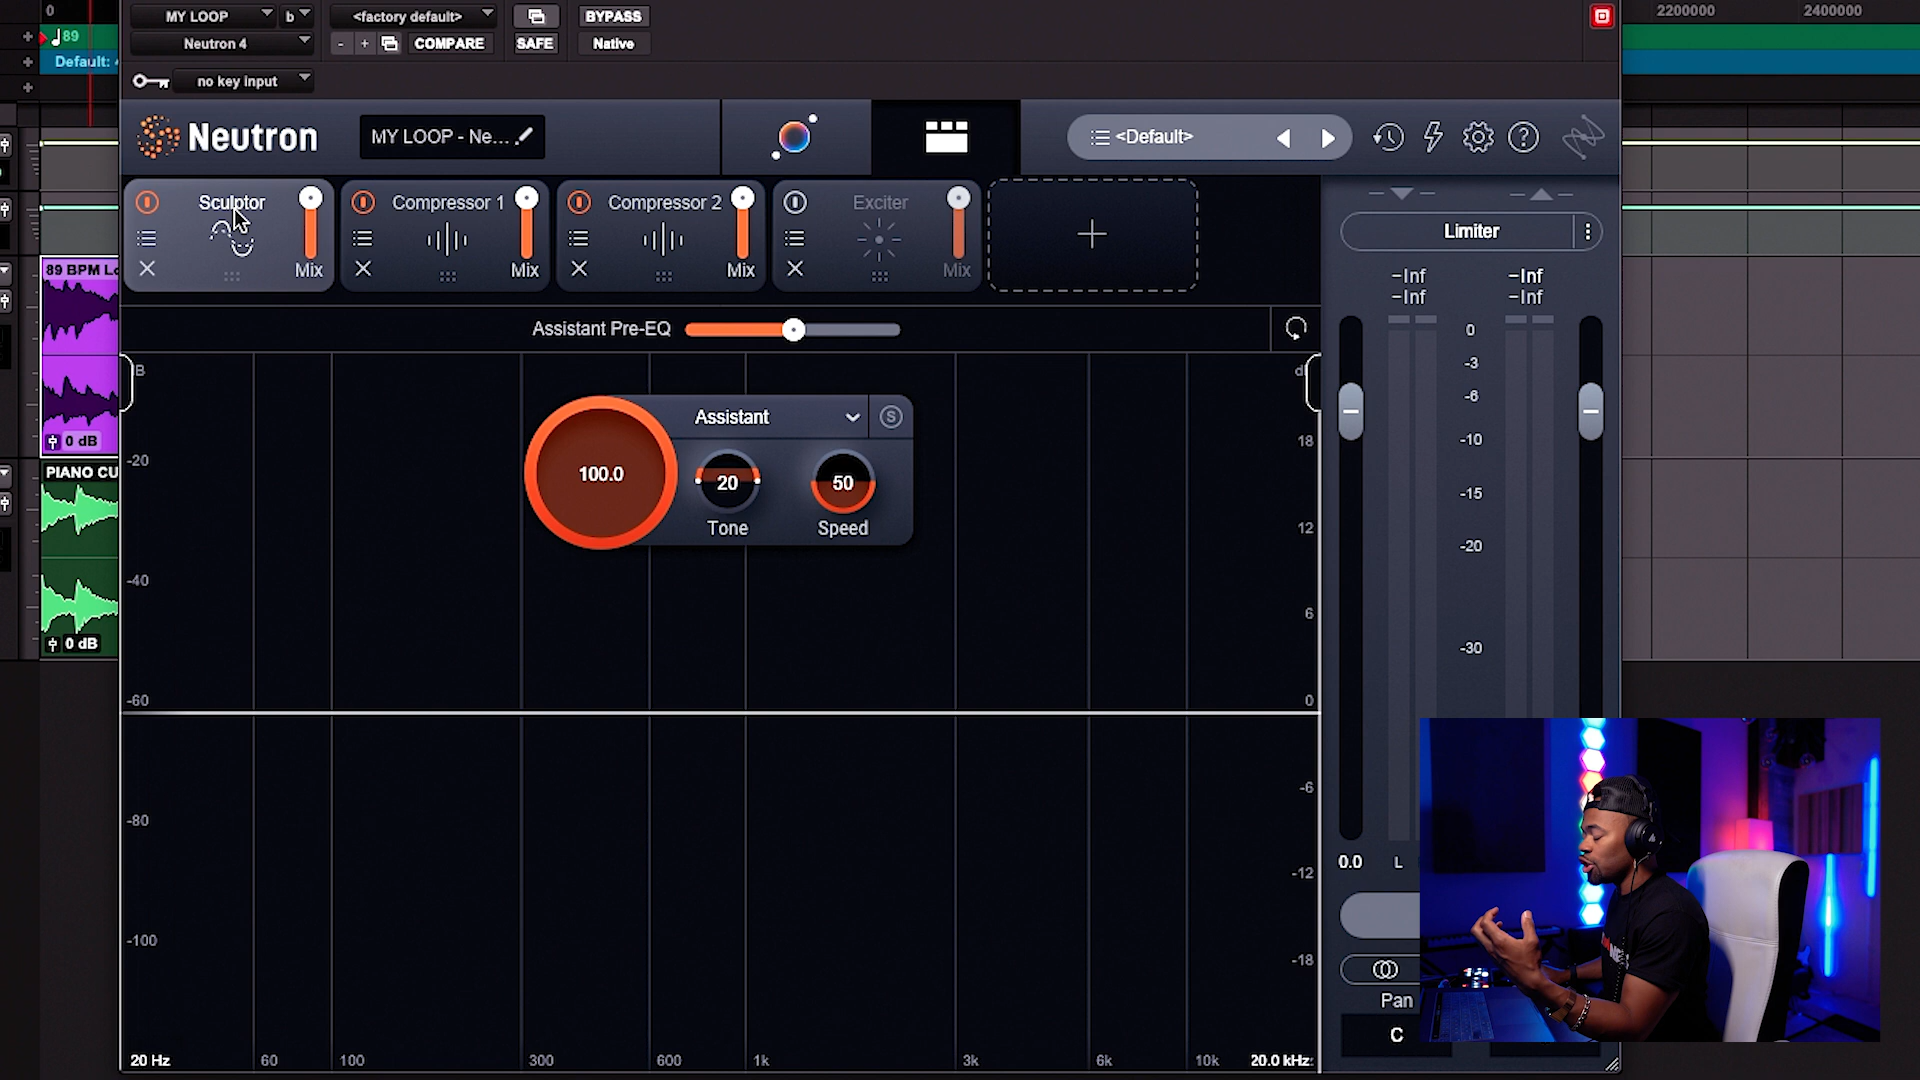 0
MY LOOP
b
<factory default>
BYPASS
2200000
2400000
89
Neutron 4
-
+
COMPARE
SAFE
Native
Default:
no key input
Neutron
MY LOOP - Ne...
<Default>
Sculptor
Mix
Compressor 1
Mix
Compressor 2
Mix
Exciter
Mix
Limiter
-Inf
-Inf
-Inf
-Inf
Assistant Pre-EQ
0
-3
-6
-10
-15
-20
-30
89 BPM Lo
0 dB
PIANO CU
0 dB
Assistant
S
100.0
20
50
Tone
Speed
-20
-40
-60
-80
-100
18
12
6
0
-6
-12
-18
0.0
L
Pan
C
20 Hz
60
100
300
600
1k
3k
6k
10k
20.0 kHz